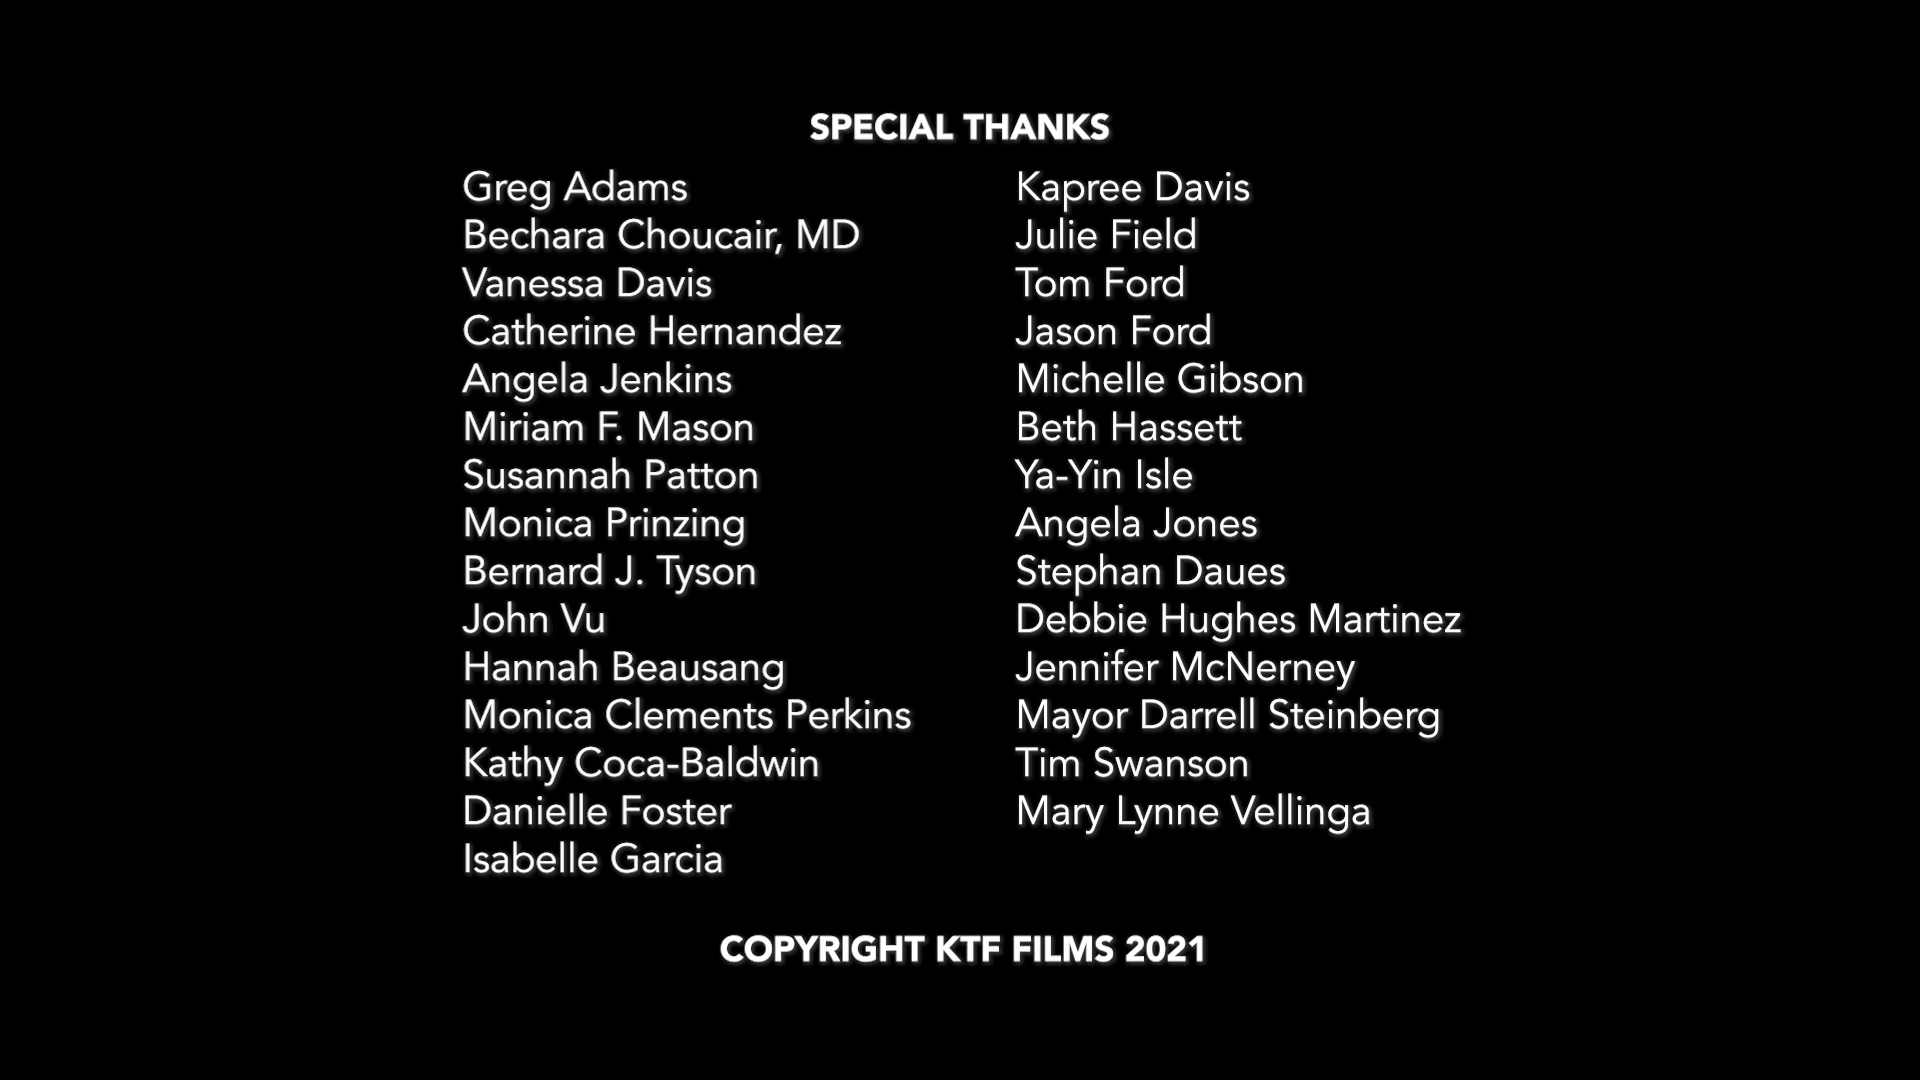 SPECIAL THANKS
Greg Adams
Bechara Choucair, MD
Vanessa Davis
Catherine Hernandez
Angela Jenkins
Miriam F. Mason
Susannah Patton
Monica Prinzing
Bernard J. Tyson
John Vu
Hannah Beausang
Monica Clements Perkins
Kathy Coca-Baldwin
Danielle Foster
Isabelle Garcia
Kapree Davis
Julie Field
Tom Ford
Jason Ford
Michelle Gibson
Beth Hassett
Ya-Yin Isle
Angela Jones
Stephan Daues
Debbie Hughes Martinez
Jennifer McNerney
Mayor Darrell Steinberg
Tim Swanson
Mary Lynne Vellinga
COPYRIGHT KTF FILMS 2021